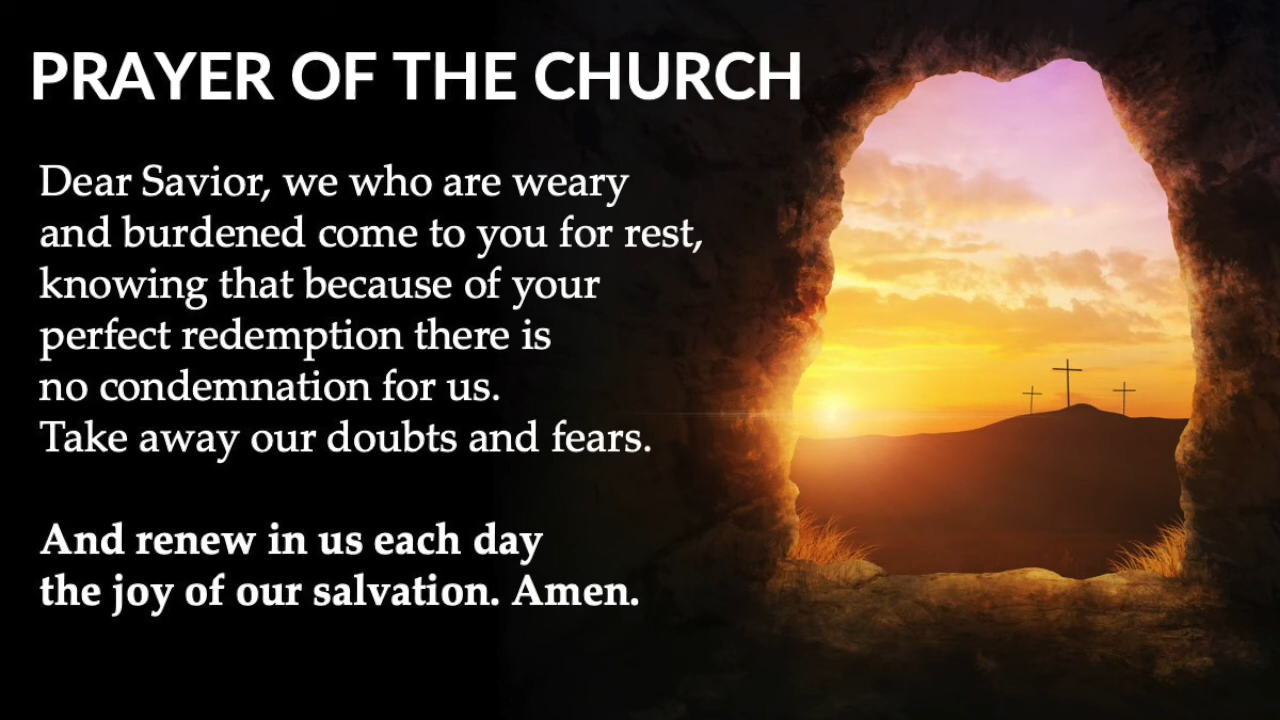 PRAYER OF THE CHURCH
Dear Savior, we who are weary
and burdened come to you for rest,
knowing that because of your
perfect redemption there is
no condemnation for us.
Take away our doubts and fears.
And renew in us each day
the joy of our salvation. Amen.